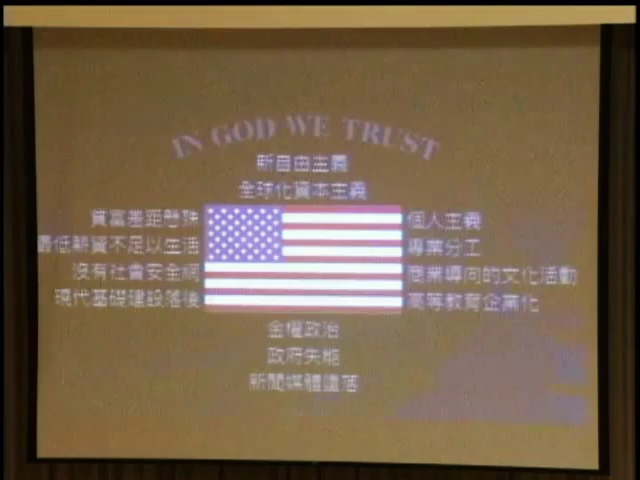 IN GOD WE TRUST
新自由主義
全球化資本主義
貧富差距懸殊
最低薪資不足以生活
沒有社會安全網
現代基礎建設落後
個人主義
專業分工
商業導向的文化活動
高等教育企業化
金權政治
政府失能
新聞媒體墮落